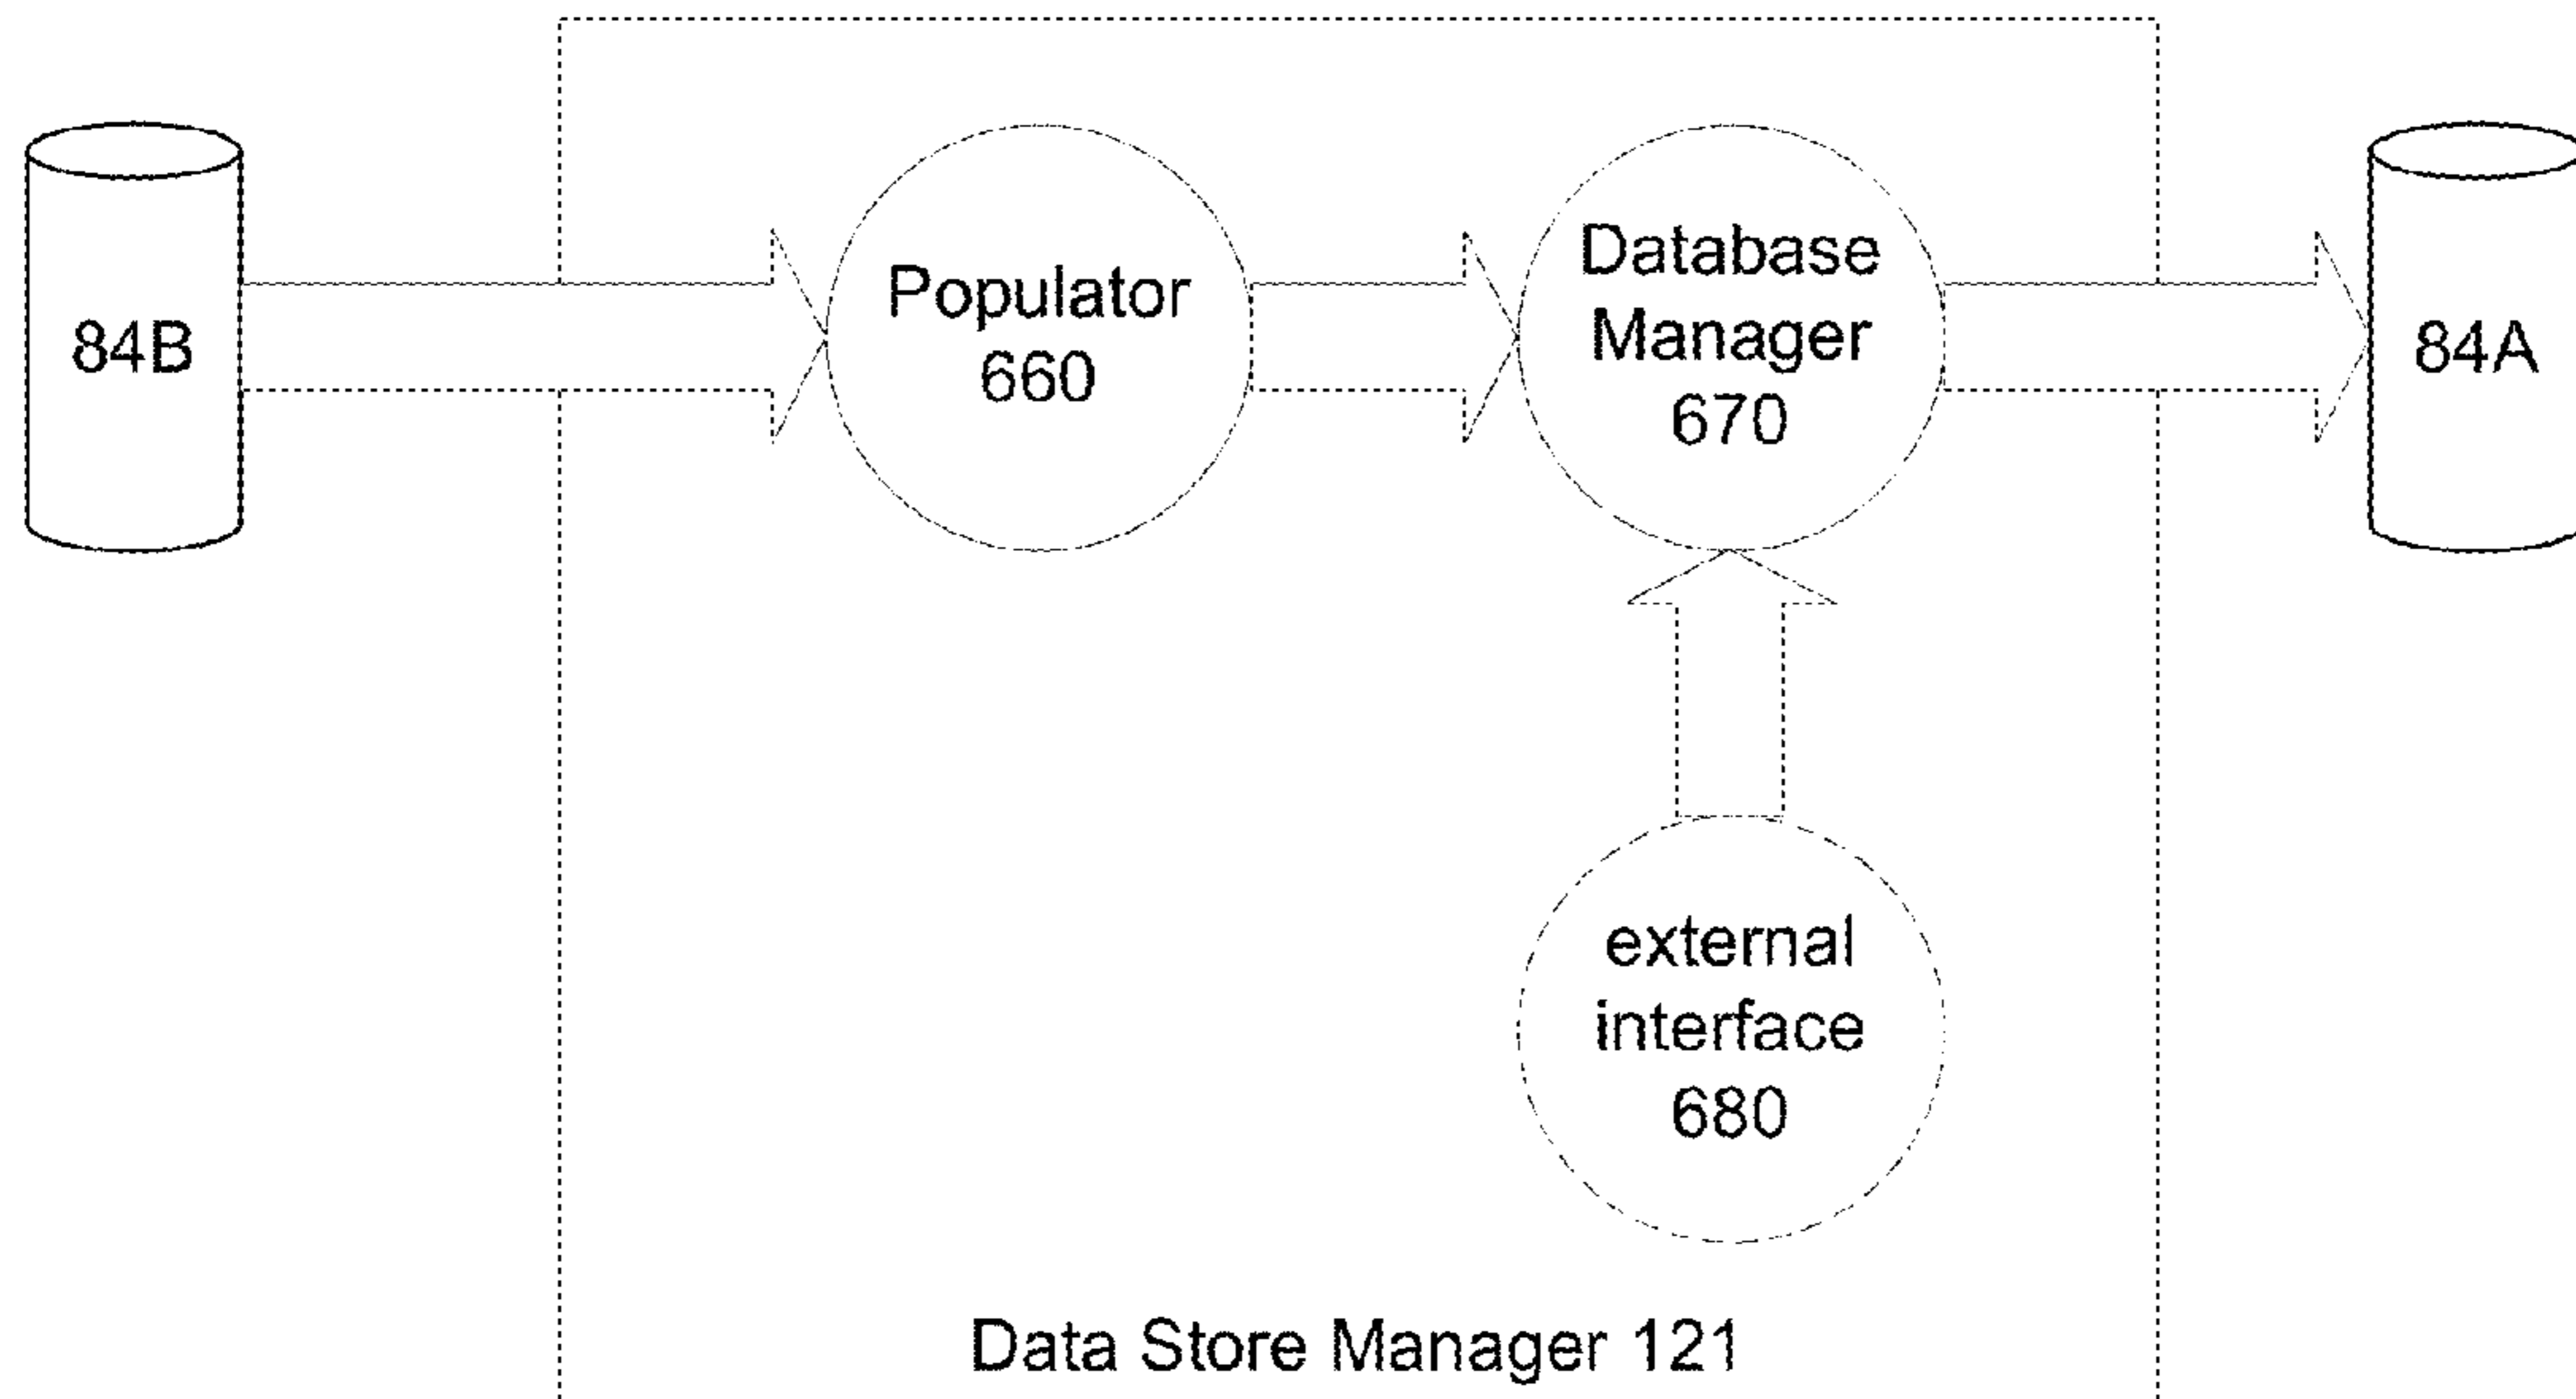 84B
Populator
660
Database
Manager
670
84A
external
interface
680
Data Store Manager 121